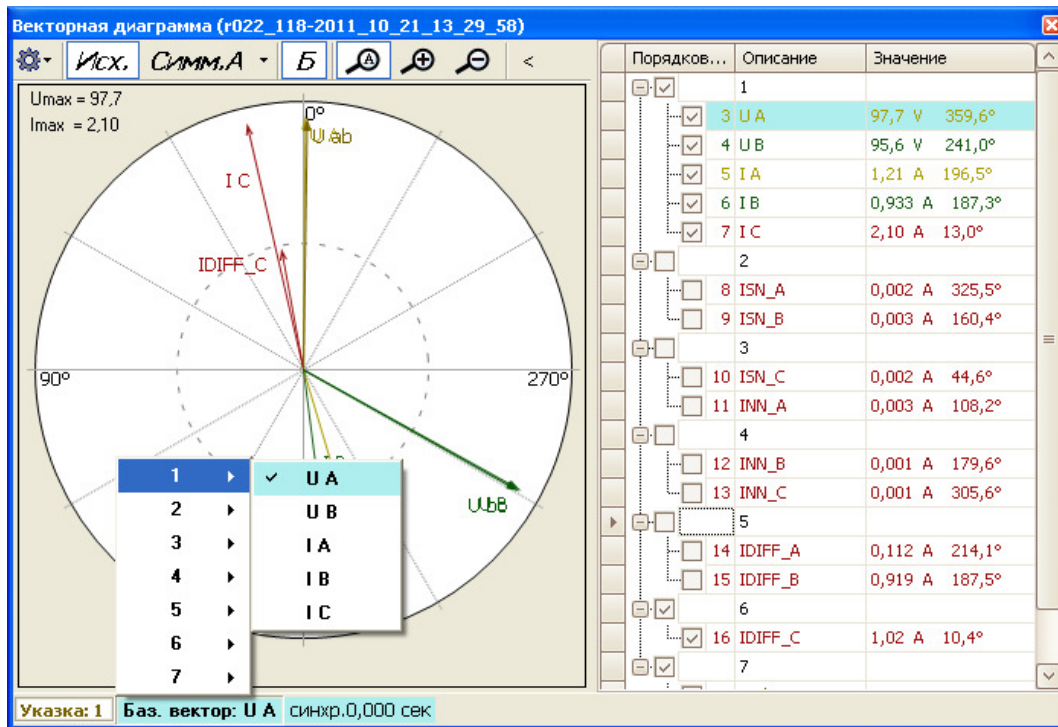 Векторная диаграмма (r022_118-2011_10_21_13_29_58)
Исх. Симм.А Б <
Umax = 97,7
Imax = 2,10
0°
I C
IDIFF_C
90°
270°
1
2
3
4
5
6
7
U A
U B
I A
I B
I C
Порядков... Описание Значение
1
3 U A 97,7 V 359,6°
4 U B 95,6 V 241,0°
5 I A 1,21 A 196,5°
6 I B 0,933 A 187,3°
7 I C 2,10 A 13,0°
2
8 ISN_A 0,002 A 325,5°
9 ISN_B 0,003 A 160,4°
3
10 ISN_C 0,002 A 44,6°
11 INN_A 0,003 A 108,2°
4
12 INN_B 0,001 A 179,6°
13 INN_C 0,001 A 305,6°
5
14 IDIFF_A 0,112 A 214,1°
15 IDIFF_B 0,919 A 187,5°
6
16 IDIFF_C 1,02 A 10,4°
7
Указка: 1 Баз. вектор: U A синхр.0,000 сек